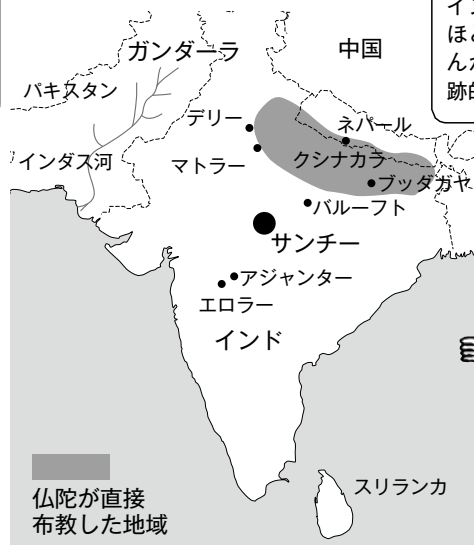 イン
ほと
んた
跡的
ガンダーラ
中国
パキスタン
デリー
ネパール
インダス河
マトラー
クシナカラ
ブッダガヤ
バルーフト
サンチー
アジャンター
エローラー
インド
スリランカ
仏陀が直接
布教した地域